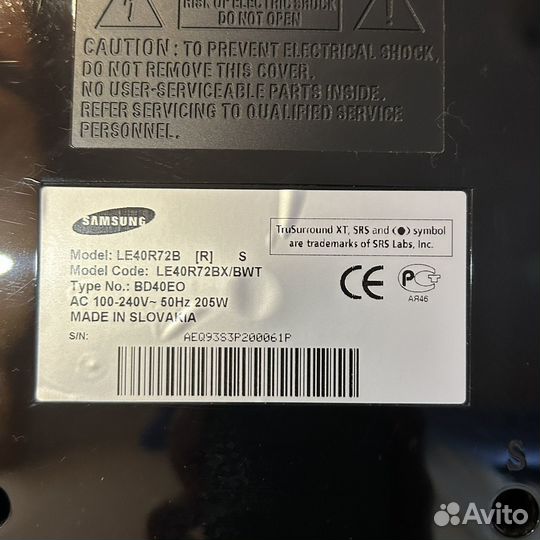 RISK OF ELECTRIC SHOCK
DO NOT OPEN
CAUTION : TO PREVENT ELECTRICAL SHOCK,
DO NOT REMOVE THIS COVER.
NO USER-SERVICEABLE PARTS INSIDE.
REFER SERVICING TO QUALIFIED SERVICE
PERSONNEL.
SAMSUNG
Model: LE40R72B [R] S
Model Code: LE40R72BX/BWT
Type No.: BD40EO
AC 100-240V~ 50Hz 205W
MADE IN SLOVAKIA
S/N: AEQ93S3P200061P
TruSurround XT, SRS and (●) symbol
are trademarks of SRS Labs, Inc.
CE
АЯ46
S
Avito